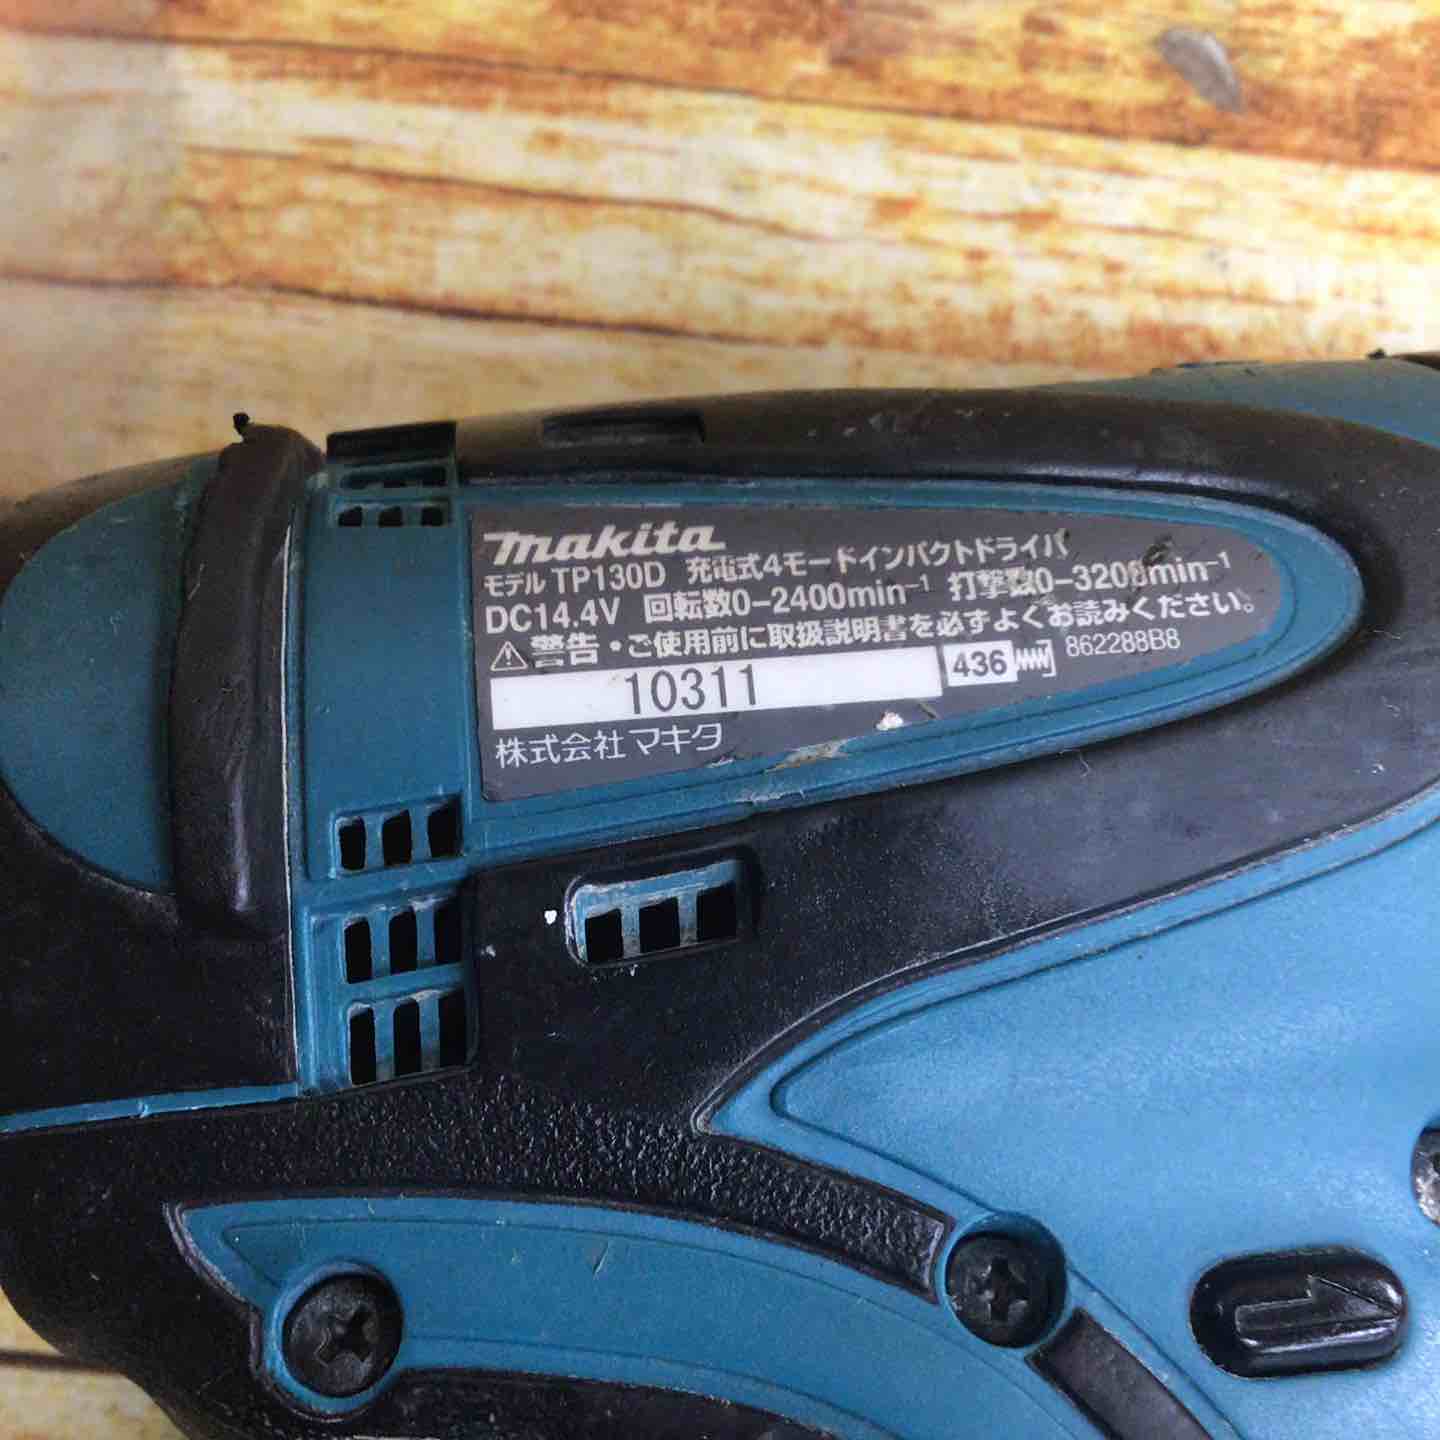 makita
モデル TP130D 充電式4モードインパクトドライバ
DC14.4V 回転数0-2400min⁻¹ 打撃数0-3200min⁻¹
⚠警告・ご使用前に取扱説明書を必ずよくお読みください。
10311 436 862288B8
株式会社マキタ